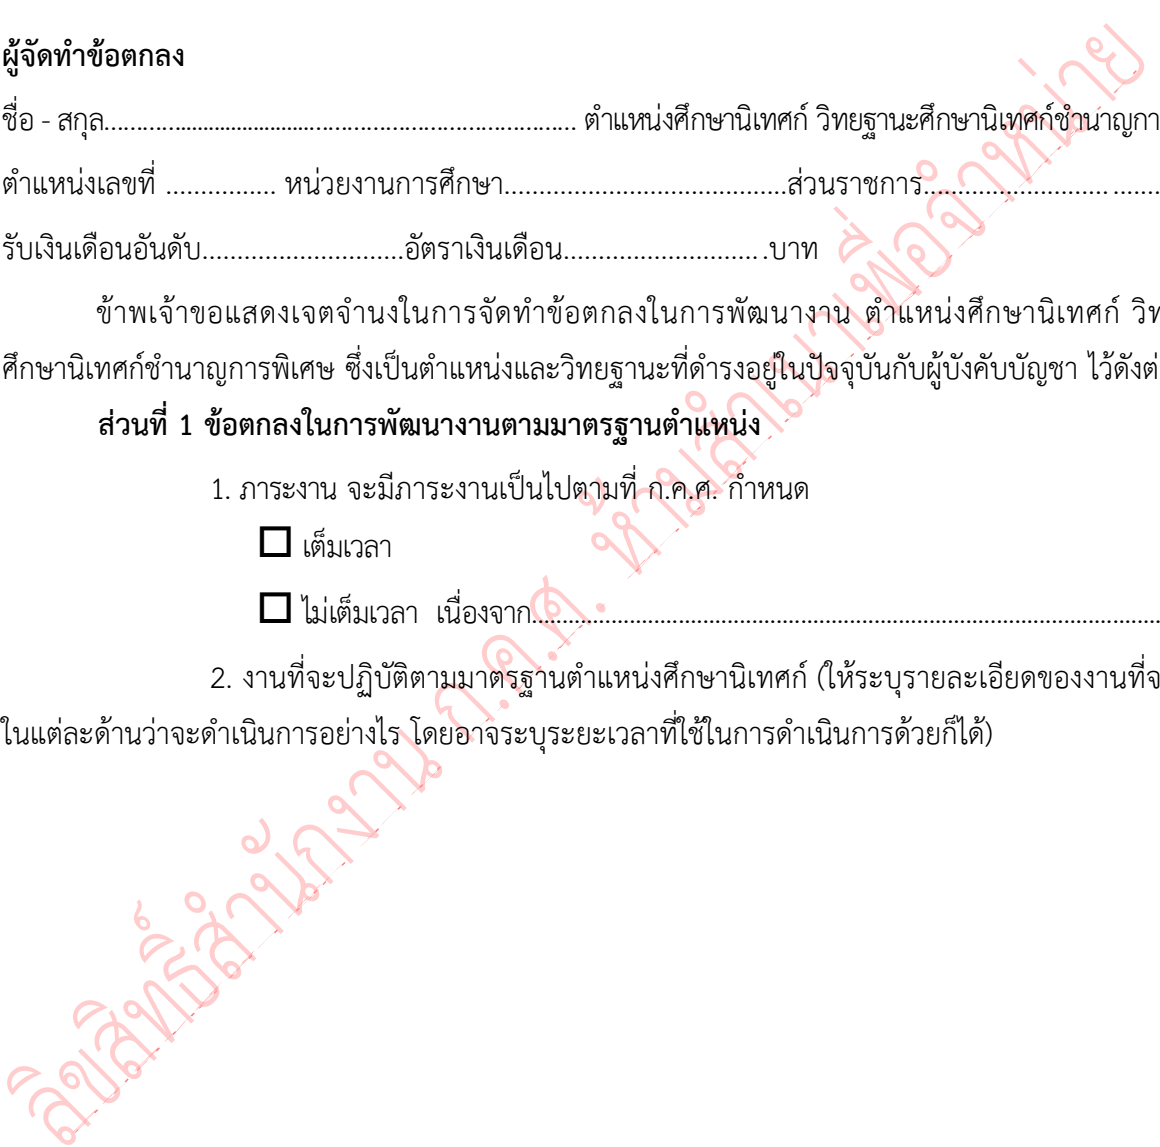 ผู้จัดทำข้อตกลง
ชื่อ - สกุล........................................................................ ตำแหน่งศึกษานิเทศก์ วิทยฐานะศึกษานิเทศก์ชำนาญกา
ตำแหน่งเลขที่ ................ หน่วยงานการศึกษา.........................................ส่วนราชการ..................................
รับเงินเดือนอันดับ.............................อัตราเงินเดือน.............................บาท
ข้าพเจ้าขอแสดงเจตจำนงในการจัดทำข้อตกลงในการพัฒนางาน ตำแหน่งศึกษานิเทศก์ วิท
ศึกษานิเทศก์ชำนาญการพิเศษ ซึ่งเป็นตำแหน่งและวิทยฐานะที่ดำรงอยู่ในปัจจุบันกับผู้บังคับบัญชา ไว้ดังต่
ส่วนที่ 1 ข้อตกลงในการพัฒนางานตามมาตรฐานตำแหน่ง
1. ภาระงาน จะมีภาระงานเป็นไปตามที่ ก.ค.ศ. กำหนด
เต็มเวลา
ไม่เต็มเวลา เนื่องจาก..........................................................................................
2. งานที่จะปฏิบัติตามมาตรฐานตำแหน่งศึกษานิเทศก์ (ให้ระบุรายละเอียดของงานที่จ
ในแต่ละด้านว่าจะดำเนินการอย่างไร โดยอาจระบุระยะเวลาที่ใช้ในการดำเนินการด้วยก็ได้)
ลิขสิทธิ์สำนักงาน ก.ค.ศ. ห้ามสำเนาเพื่อจำหน่าย